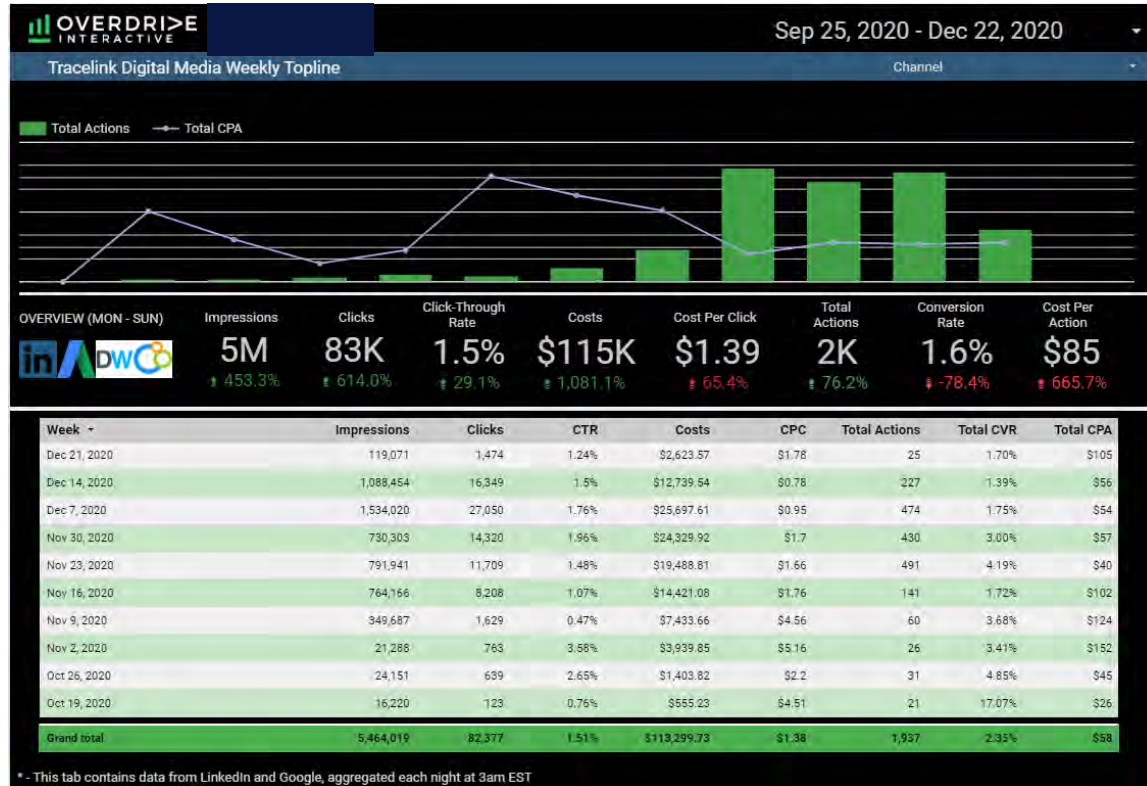 OVERDRIVE
INTERACTIVE
Sep 25, 2020 - Dec 22, 2020
Tracelink Digital Media Weekly Topline Channel
Total Actions Total CPA
OVERVIEW (MON - SUN) Impressions Clicks Click-Through Rate Costs Cost Per Click Total Actions Conversion Rate Cost Per Action
in DWC 5M 83K 1.5% $115K $1.39 2K 1.6% $85
453.3% 614.0% 29.1% 1,081.1% 65.4% 76.2% -78.4% 665.7%
Week Impressions Clicks CTR Costs CPC Total Actions Total CVR Total CPA
Dec 21, 2020 119,071 1,474 1.24% $2,623.57 $1.78 25 1.70% $105
Dec 14, 2020 1,088,454 16,349 1.5% $12,739.54 $0.78 227 1.39% $56
Dec 7, 2020 1,534,020 27,050 1.76% $25,697.61 $0.95 474 1.75% $54
Nov 30, 2020 730,303 14,320 1.96% $24,329.92 $1.7 430 3.00% $57
Nov 23, 2020 791,941 11,709 1.48% $19,488.81 $1.66 491 4.19% $40
Nov 16, 2020 764,166 8,208 1.07% $14,421.08 $1.76 141 1.72% $102
Nov 9, 2020 349,687 1,629 0.47% $7,433.66 $4.56 60 3.68% $124
Nov 2, 2020 21,288 763 3.58% $3,939.85 $5.16 26 3.41% $152
Oct 26, 2020 24,151 639 2.65% $1,403.82 $2.2 31 4.85% $45
Oct 19, 2020 16,220 123 0.76% $555.23 $4.51 21 17.07% $26
Grand total 5,464,019 82,377 1.51% $113,299.73 $1.38 1,937 2.35% $58
* - This tab contains data from LinkedIn and Google, aggregated each night at 3am EST